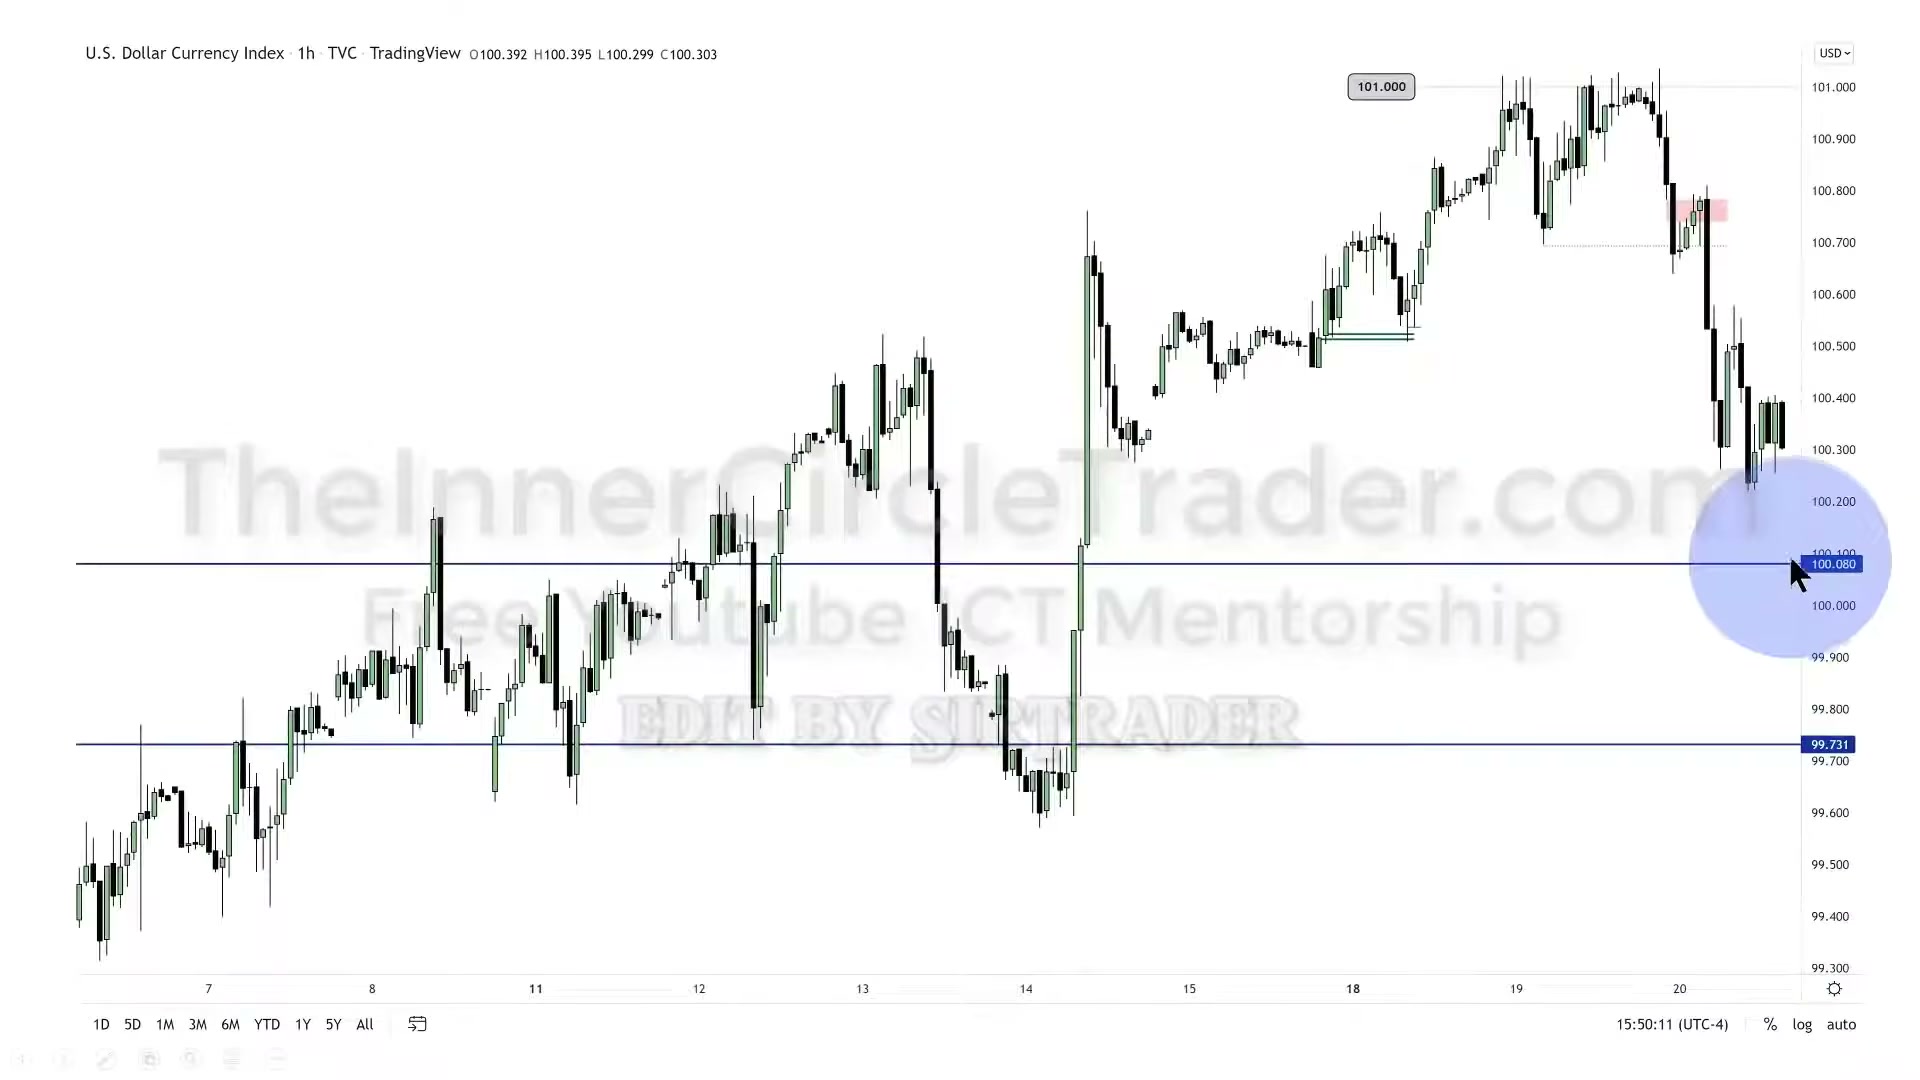 U.S. Dollar Currency Index · 1h · TVC · TradingView O100.392 H100.395 L100.299 C100.303
USD
101.000
101.000
100.900
100.800
100.700
100.600
100.500
100.400
100.300
TheInnerCircleTrader.com
100.200
100.100
100.080
100.000
Free Youtube ICT Mentorship
99.900
99.800
EDIT BY SIRTRADER
99.731
99.700
99.600
99.500
99.400
99.300
7 8 11 12 13 14 15 18 19 20
1D 5D 1M 3M 6M YTD 1Y 5Y All
15:50:11 (UTC-4) % log auto